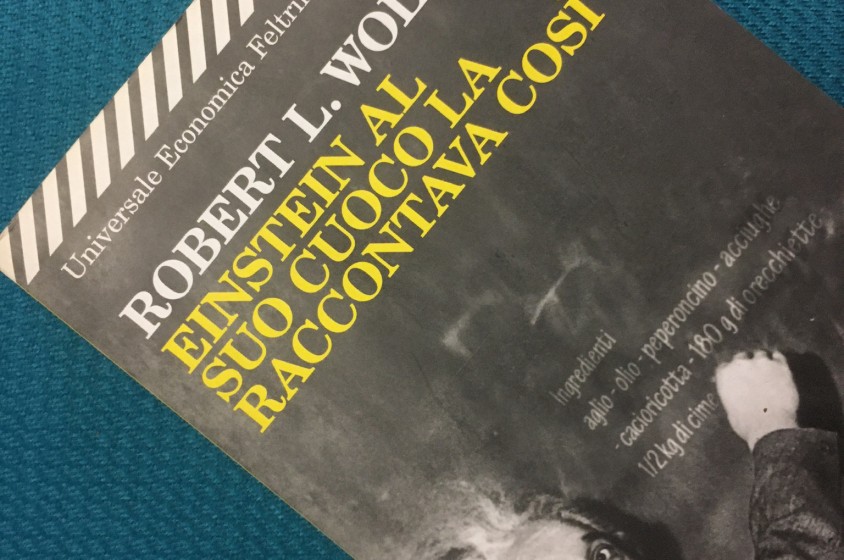 Universale Economica Feltrin
ROBERT L. WOL
EINSTEIN AL
SUO CUOCO LA
RACCONTAVA COSÌ
Ingredienti
aglio - olio - peperoncino - acciughe
- cacioricotta - 180 g di orecchiette
1/2 kg di cime